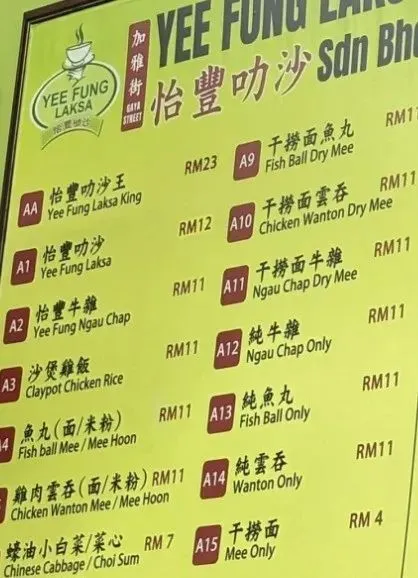 YEE FUNG
LAKSA
加雅街
GAYA
STREET
YEE FUNG
怡豐叻沙 Sdn Bh
AA 怡豐叻沙王 RM23
Yee Fung Laksa King
A1 怡豐叻沙 RM12
Yee Fung Laksa
A2 怡豐牛雜 RM11
Yee Fung Ngau Chap
A3 沙煲雞飯 RM11
Claypot Chicken Rice
A4 魚丸(面/米粉) RM11
Fish ball Mee / Mee Hoon
雞肉雲吞(面/米粉) RM11
Chicken Wanton Mee / Mee Hoon
蠔油小白菜/菜心 RM 7
Chinese Cabbage / Choi Sum
A9 干撈面魚丸 RM11
Fish Ball Dry Mee
A10 干撈面雲吞 RM11
Chicken Wanton Dry Mee
A11 干撈面牛雜 RM11
Ngau Chap Dry Mee
A12 純牛雜 RM11
Ngau Chap Only
A13 純魚丸 RM11
Fish Ball Only
A14 純雲吞 RM11
Wanton Only
A15 干撈面 RM 4
Mee Only